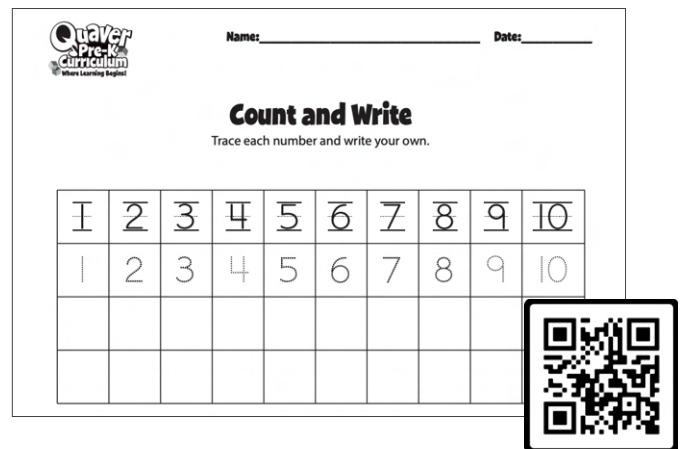 Quaver
Pre-K
Curriculum
Where Learning Begins!
Name:
Date:
Count and Write
Trace each number and write your own.
1 2 3 4 5 6 7 8 9 10
1 2 3 4 5 6 7 8 9 10